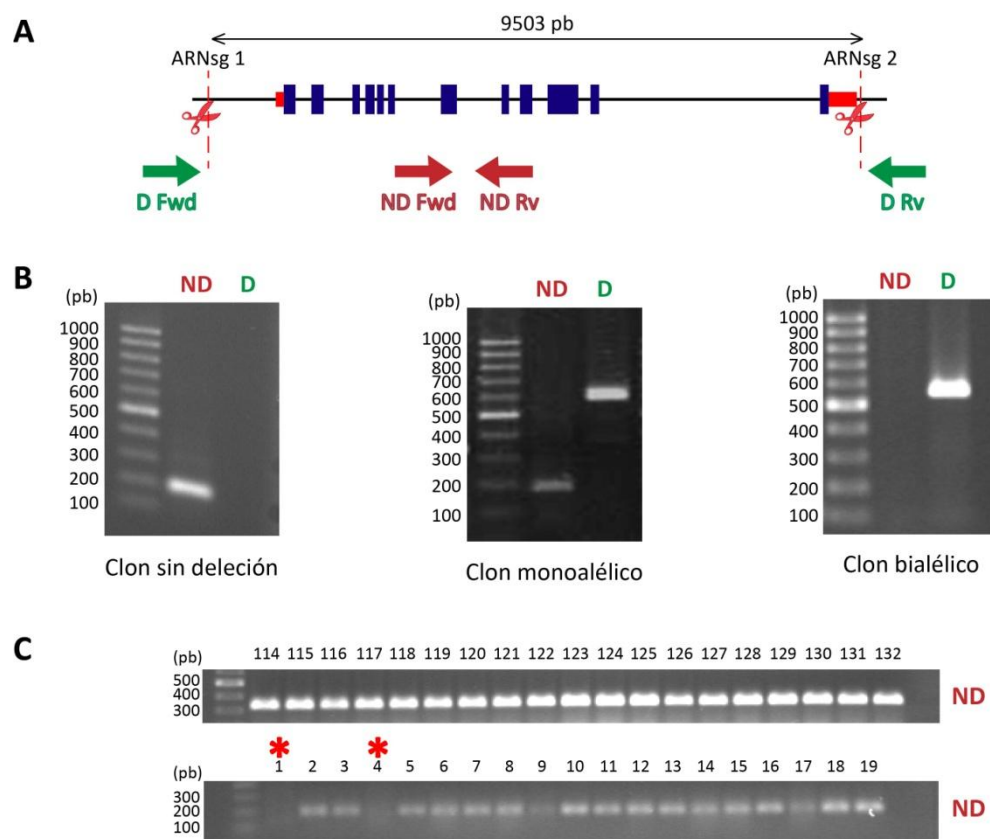 A
9503 pb
ARNsg 1
ARNsg 2
D Fwd
ND Fwd
ND Rv
D Rv
B
ND D
(pb)
1000
900
800
700
600
500
400
300
200
100
Clon sin deleción
ND D
(pb)
1000
900
800
700
600
500
400
300
200
100
Clon monoalélico
ND D
(pb)
1000
900
800
700
600
500
400
300
200
100
Clon bialélico
C
(pb) 114 115 116 117 118 119 120 121 122 123 124 125 126 127 128 129 130 131 132
500
400
300
ND
* *
(pb) 1 2 3 4 5 6 7 8 9 10 11 12 13 14 15 16 17 18 19
300
200
100
ND